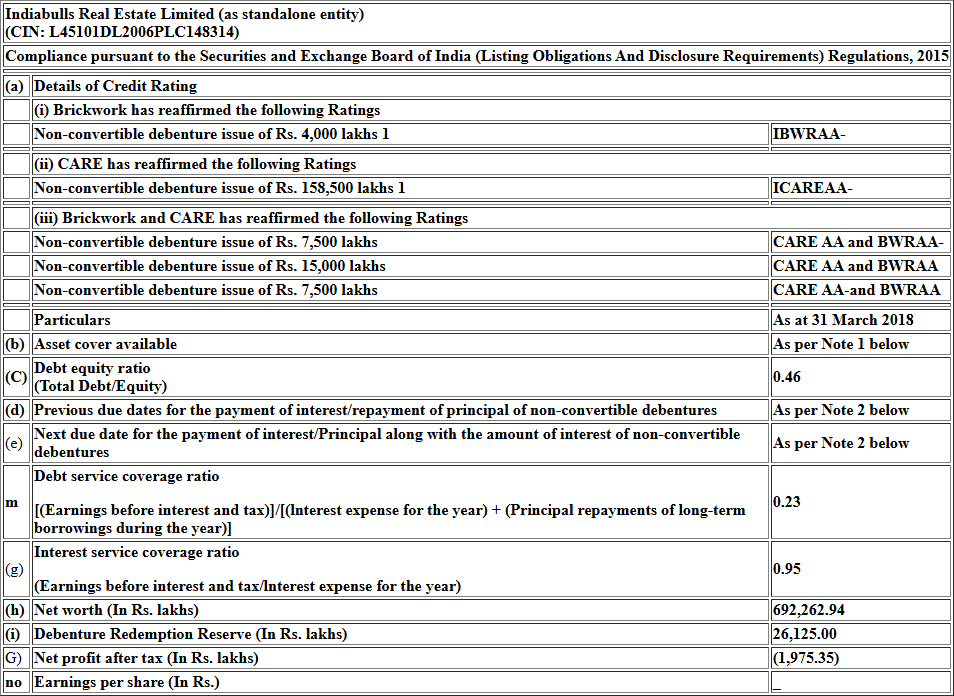 Indiabulls Real Estate Limited (as standalone entity)
(CIN: L45101DL2006PLC148314)
Compliance pursuant to the Securities and Exchange Board of India (Listing Obligations And Disclosure Requirements) Regulations, 2015
(a) Details of Credit Rating
(i) Brickwork has reaffirmed the following Ratings
Non-convertible debenture issue of Rs. 4,000 lakhs 1 IBWRAA-
(ii) CARE has reaffirmed the following Ratings
Non-convertible debenture issue of Rs. 158,500 lakhs 1 ICAREAA-
(iii) Brickwork and CARE has reaffirmed the following Ratings
Non-convertible debenture issue of Rs. 7,500 lakhs CARE AA and BWRAA-
Non-convertible debenture issue of Rs. 15,000 lakhs CARE AA and BWRAA
Non-convertible debenture issue of Rs. 7,500 lakhs CARE AA-and BWRAA
Particulars As at 31 March 2018
(b) Asset cover available As per Note 1 below
(C) Debt equity ratio
(Total Debt/Equity) 0.46
(d) Previous due dates for the payment of interest/repayment of principal of non-convertible debentures As per Note 2 below
(e) Next due date for the payment of interest/Principal along with the amount of interest of non-convertible
debentures As per Note 2 below
m Debt service coverage ratio
[(Earnings before interest and tax)]/[(lnterest expense for the year) + (Principal repayments of long-term
borrowings during the year)] 0.23
(g) Interest service coverage ratio
(Earnings before interest and tax/lnterest expense for the year) 0.95
(h) Net worth (In Rs. lakhs) 692,262.94
(i) Debenture Redemption Reserve (In Rs. lakhs) 26,125.00
G) Net profit after tax (In Rs. lakhs) (1,975.35)
no Earnings per share (In Rs.) _